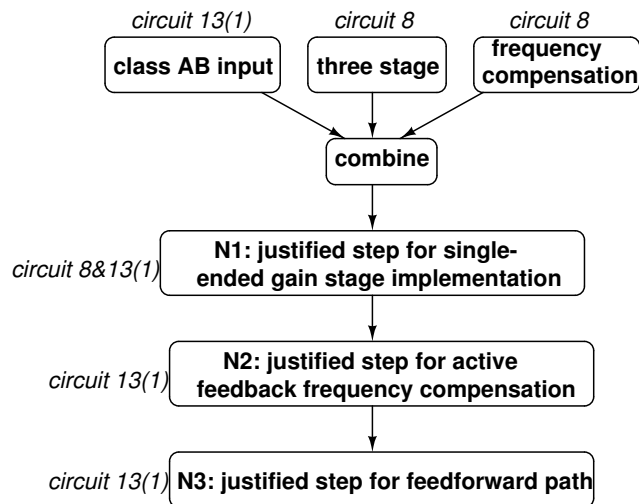 circuit 13(1)
circuit 8
circuit 8
class AB input
three stage
frequency
compensation
combine
circuit 8&13(1)
N1: justified step for single-
ended gain stage implementation
circuit 13(1)
N2: justified step for active
feedback frequency compensation
circuit 13(1)
N3: justified step for feedforward path